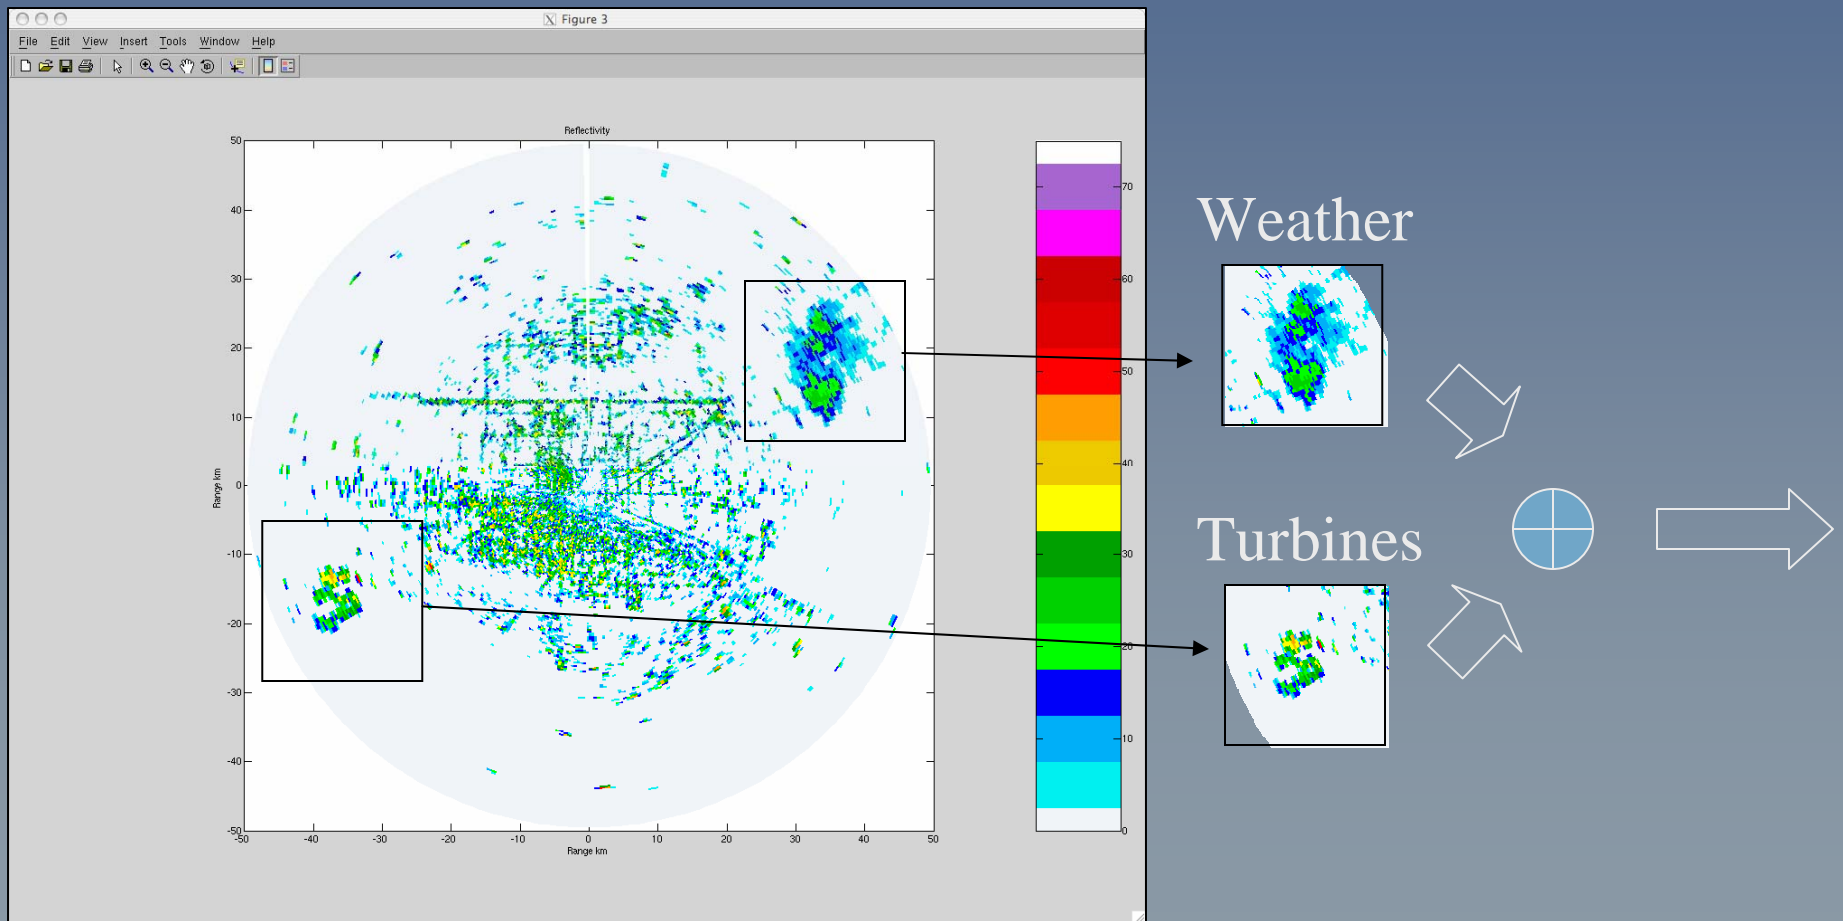 Figure 3
File Edit View Insert Tools Window Help
Reflectivity
50
40
30
20
10
0
-10
-20
-30
-40
-50
Range km
-50 -40 -30 -20 -10 0 10 20 30 40 50
Range km
70
60
50
40
30
20
10
0
Weather
Turbines